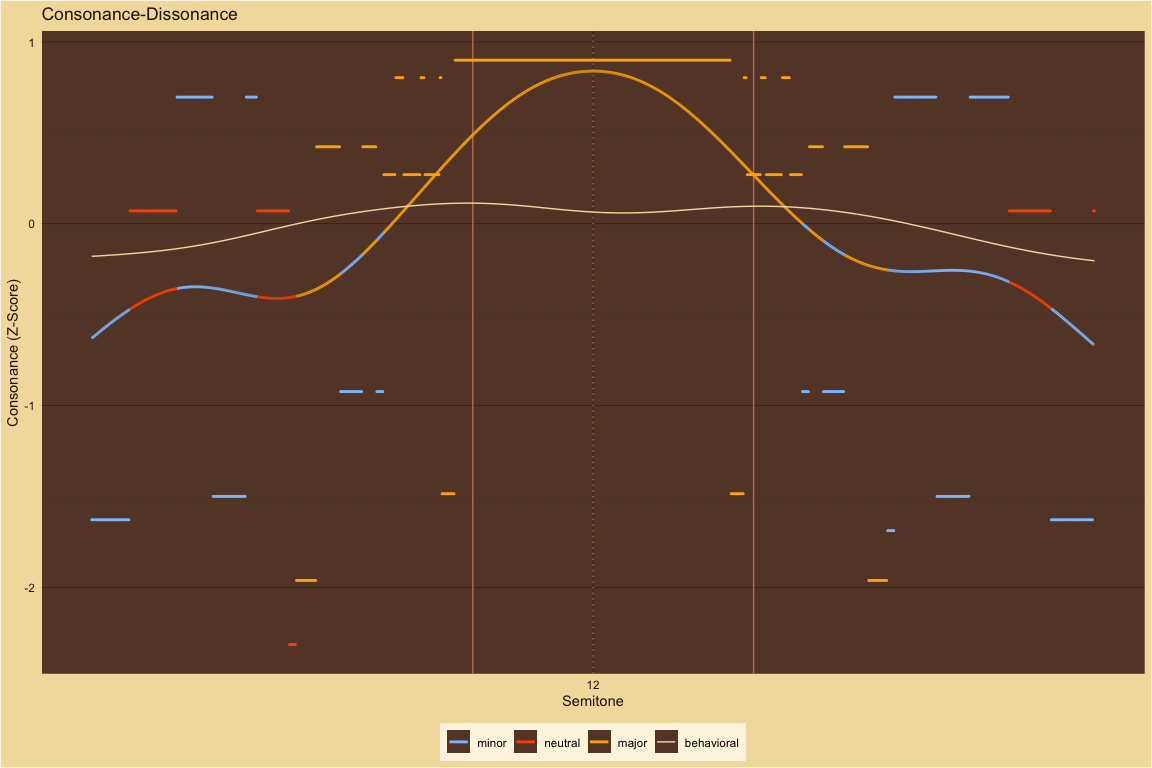 Consonance-Dissonance
1
0
-1
-2
Consonance (Z-Score)
12
Semitone
minor neutral major behavioral